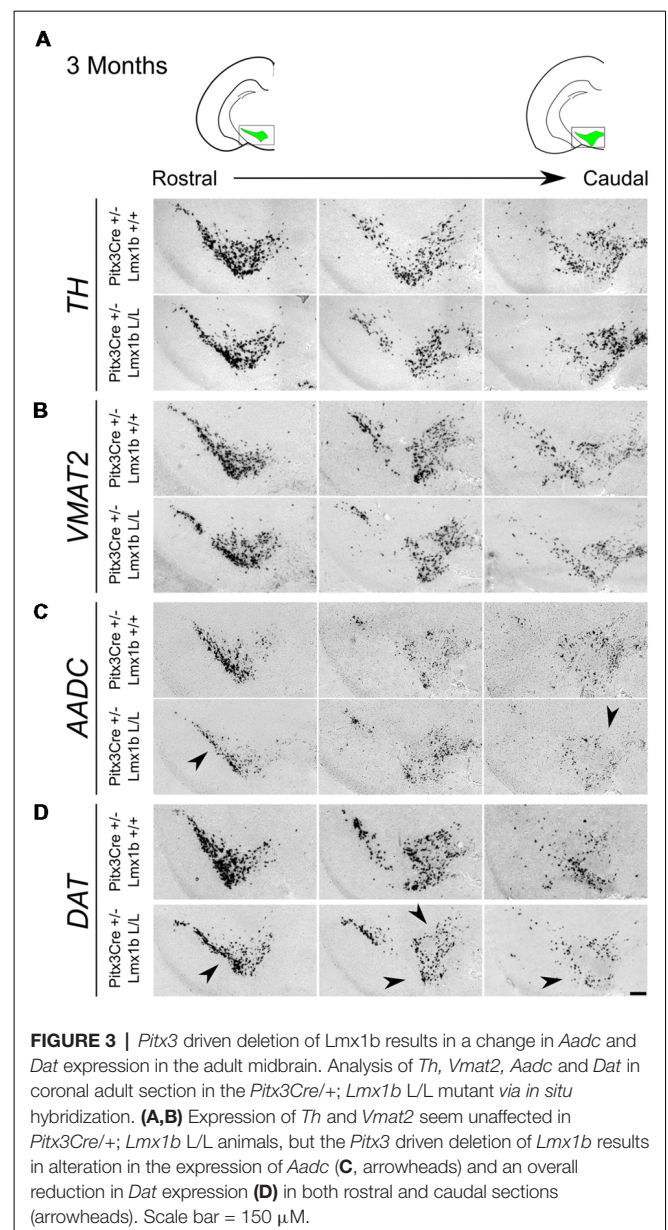 A
3 Months
Rostral
Caudal
TH
Pitx3Cre +/-
Lmx1b +/+
Pitx3Cre +/-
Lmx1b L/L
B
VMAT2
Pitx3Cre +/-
Lmx1b +/+
Pitx3Cre +/-
Lmx1b L/L
C
AADC
Pitx3Cre +/-
Lmx1b +/+
Pitx3Cre +/-
Lmx1b L/L
D
DAT
Pitx3Cre +/-
Lmx1b +/+
Pitx3Cre +/-
Lmx1b L/L
FIGURE 3 | Pitx3 driven deletion of Lmx1b results in a change in Aadc and
Dat expression in the adult midbrain. Analysis of Th, Vmat2, Aadc and Dat in
coronal adult section in the Pitx3Cre/+; Lmx1b L/L mutant via in situ
hybridization. (A,B) Expression of Th and Vmat2 seem unaffected in
Pitx3Cre/+; Lmx1b L/L animals, but the Pitx3 driven deletion of Lmx1b results
in alteration in the expression of Aadc (C, arrowheads) and an overall
reduction in Dat expression (D) in both rostral and caudal sections
(arrowheads). Scale bar = 150 μM.